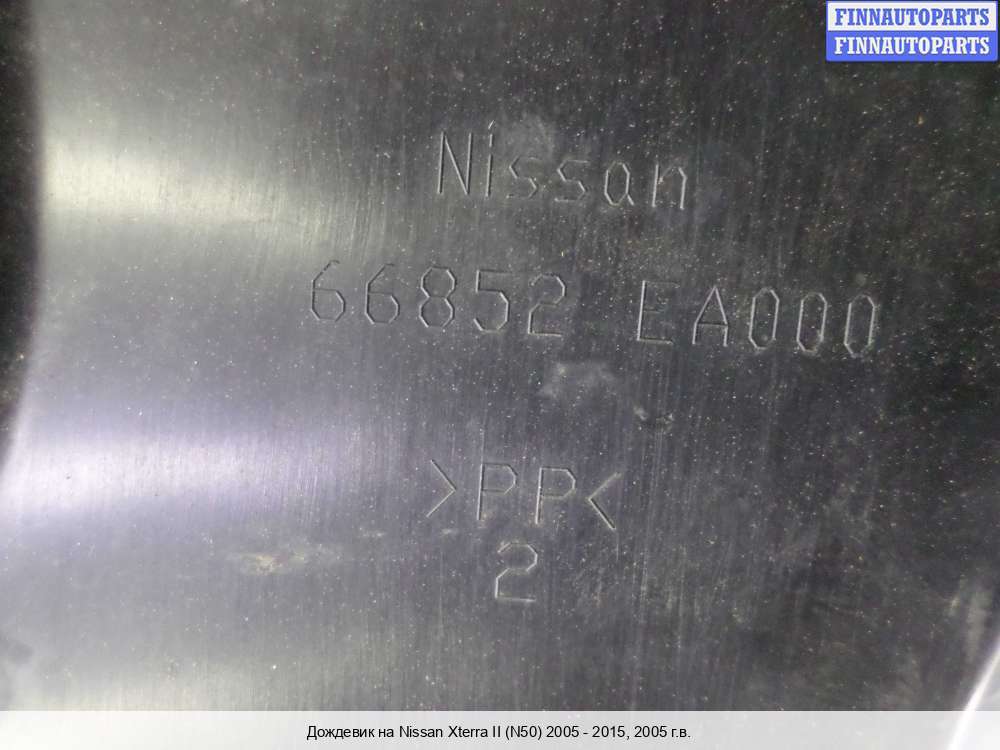 FINNAUTOPARTS
FINNAUTOPARTS
Nissan
66852 EA000
>PP<
2
Дождевик на Nissan Xterra II (N50) 2005 - 2015, 2005 г.в.